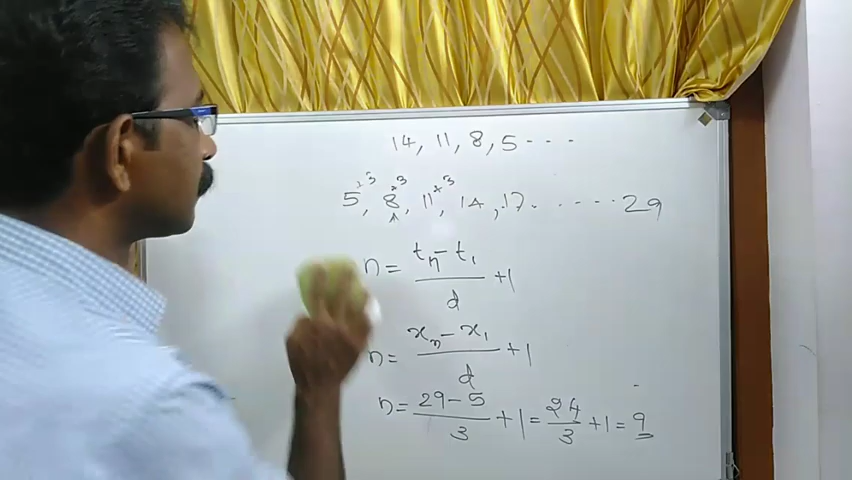 14, 11, 8, 5 - - - -
+3 +3 +3
5, 8, 11, 14, 17. . - - - . . 29
n = (tₙ - t₁)/d + 1
n = (xₙ - x₁)/d + 1
n = (29 - 5)/3 + 1 = 24/3 + 1 = 9